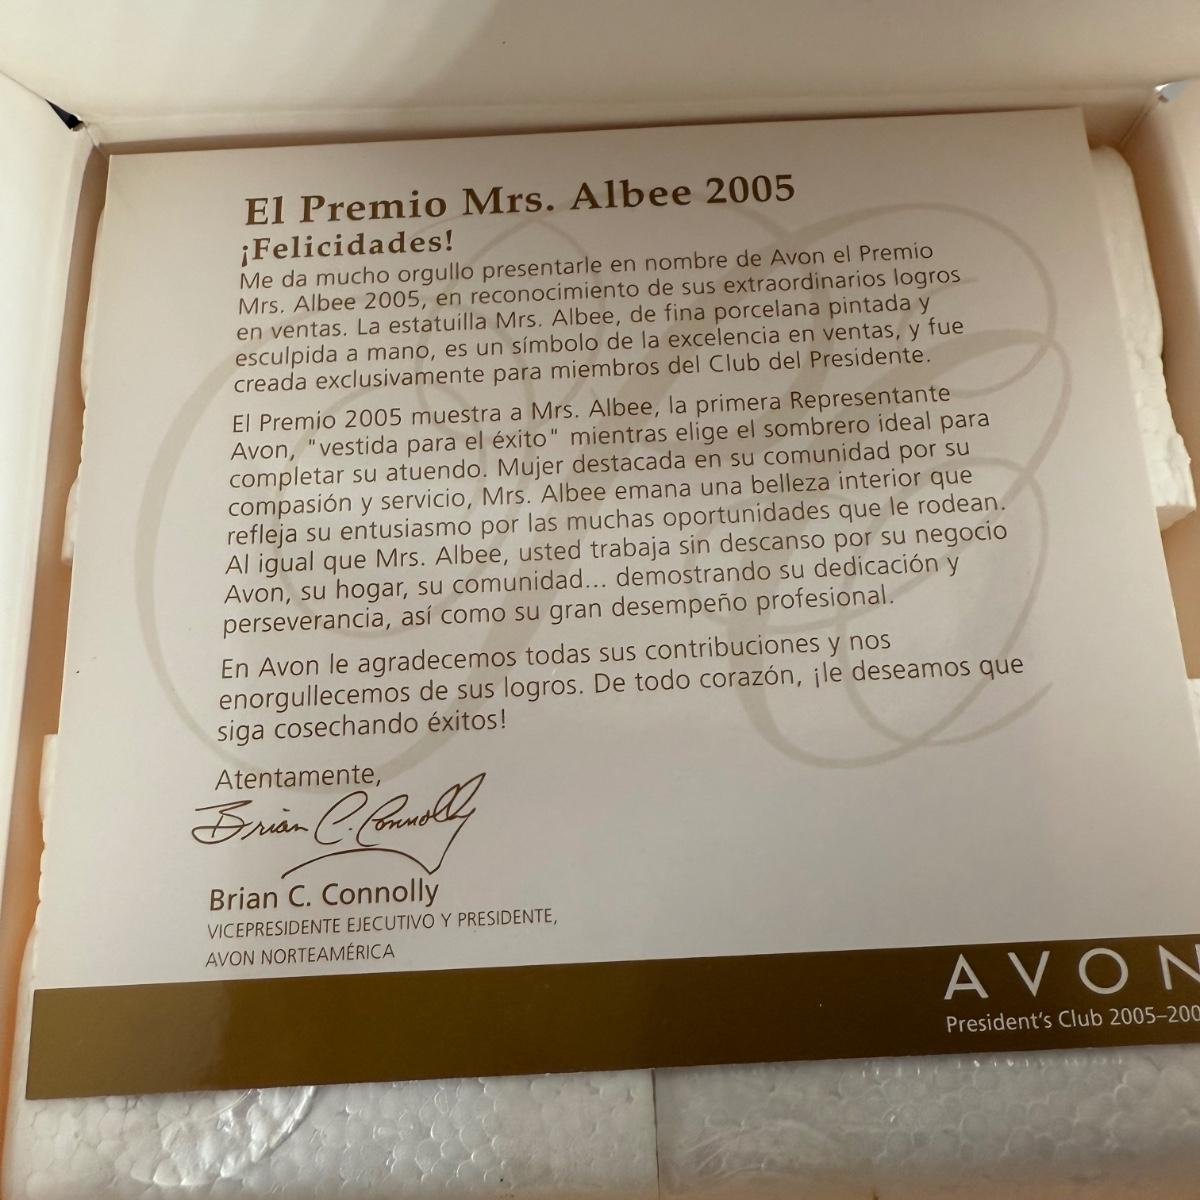 El Premio Mrs. Albee 2005
¡Felicidades!
Me da mucho orgullo presentarle en nombre de Avon el Premio
Mrs. Albee 2005, en reconocimiento de sus extraordinarios logros
en ventas. La estatuilla Mrs. Albee, de fina porcelana pintada y
esculpida a mano, es un símbolo de la excelencia en ventas, y fue
creada exclusivamente para miembros del Club del Presidente.
El Premio 2005 muestra a Mrs. Albee, la primera Representante
Avon, "vestida para el éxito" mientras elige el sombrero ideal para
completar su atuendo. Mujer destacada en su comunidad por su
compasión y servicio, Mrs. Albee emana una belleza interior que
refleja su entusiasmo por las muchas oportunidades que le rodean.
Al igual que Mrs. Albee, usted trabaja sin descanso por su negocio
Avon, su hogar, su comunidad... demostrando su dedicación y
perseverancia, así como su gran desempeño profesional.
En Avon le agradecemos todas sus contribuciones y nos
enorgullecemos de sus logros. De todo corazón, ¡le deseamos que
siga cosechando éxitos!
Atentamente,
Brian C. Connolly
Brian C. Connolly
VICEPRESIDENTE EJECUTIVO Y PRESIDENTE,
AVON NORTEAMÉRICA
AVON
President's Club 2005–200